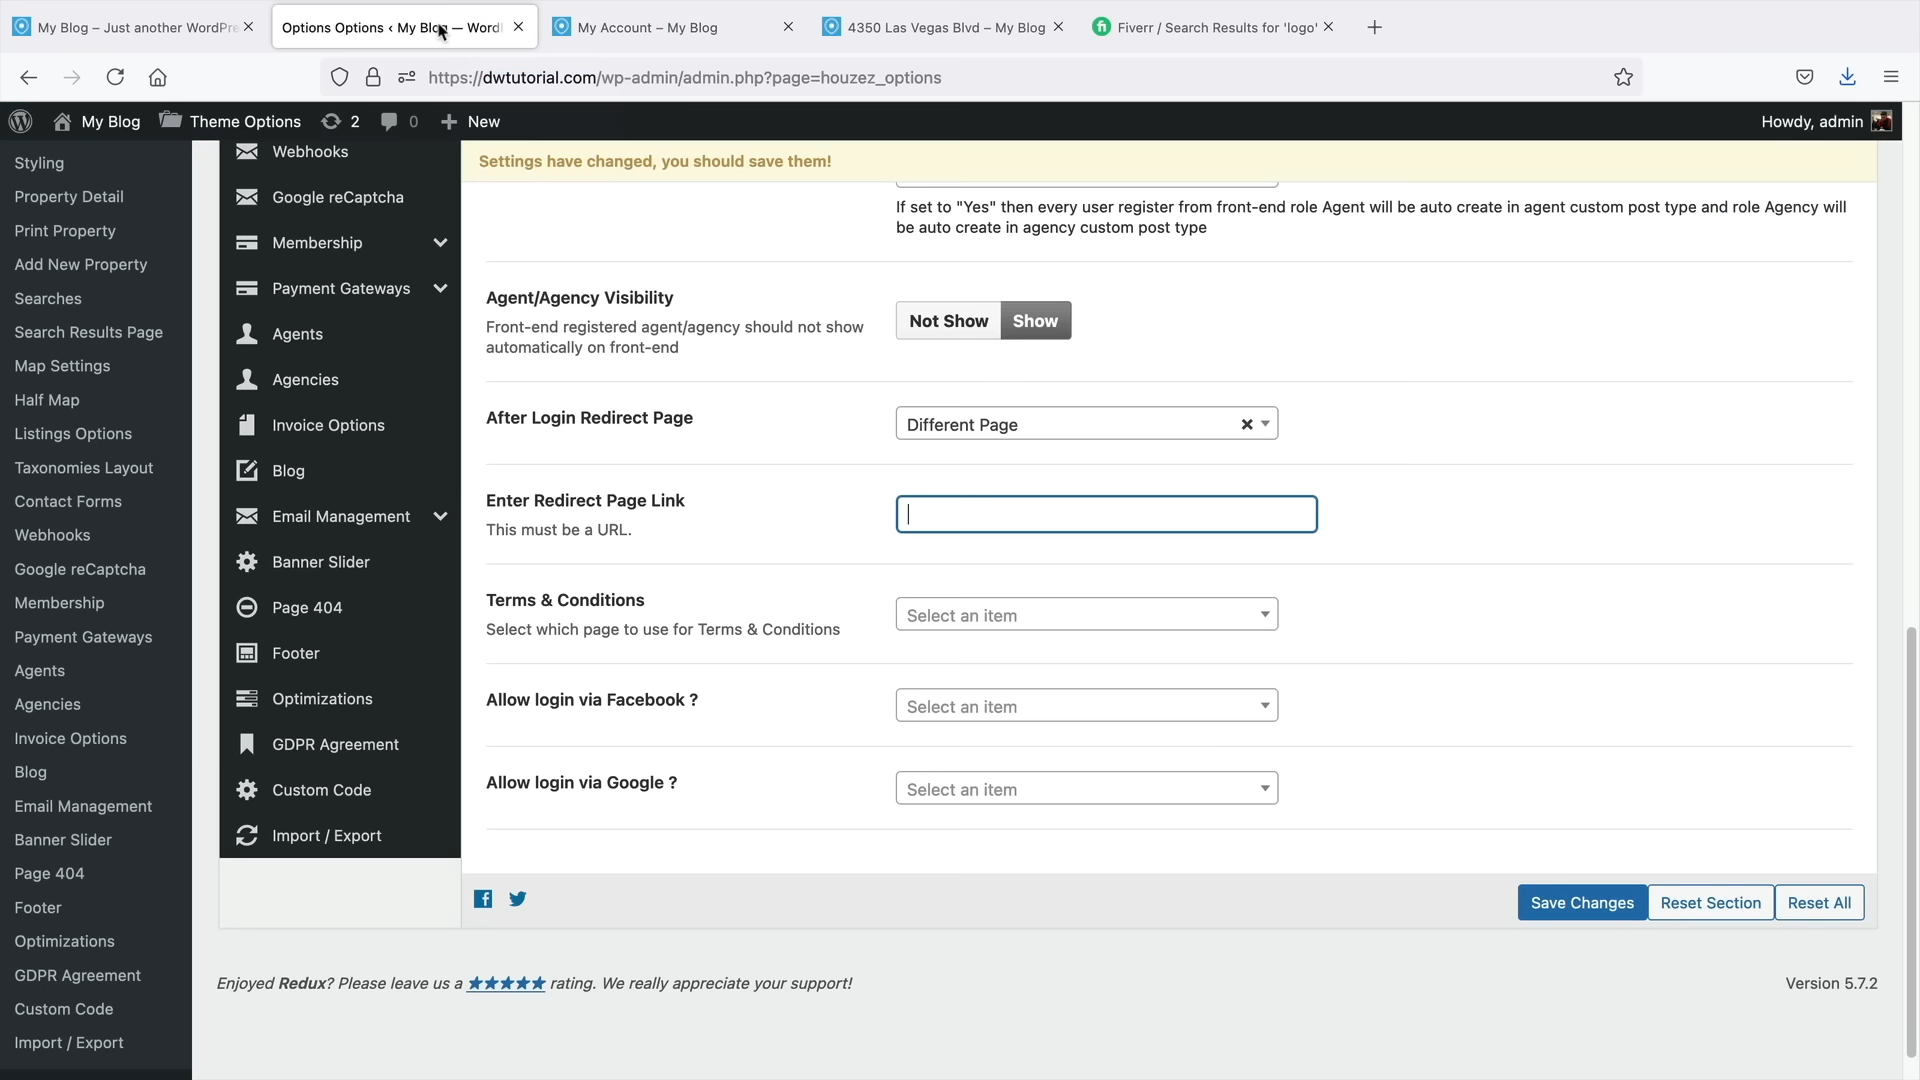 My Blog – Just another WordPre
Options Options ‹ My Blog — Word
My Account – My Blog
4350 Las Vegas Blvd – My Blog
Fiverr / Search Results for 'logo'
https://dwtutorial.com/wp-admin/admin.php?page=houzez_options
My Blog
Theme Options
2
0
New
Howdy, admin
Styling
Property Detail
Print Property
Add New Property
Searches
Search Results Page
Map Settings
Half Map
Listings Options
Taxonomies Layout
Contact Forms
Webhooks
Google reCaptcha
Membership
Payment Gateways
Agents
Agencies
Invoice Options
Blog
Email Management
Banner Slider
Page 404
Footer
Optimizations
GDPR Agreement
Custom Code
Import / Export
Webhooks
Google reCaptcha
Membership
Payment Gateways
Agents
Agencies
Invoice Options
Blog
Email Management
Banner Slider
Page 404
Footer
Optimizations
GDPR Agreement
Custom Code
Import / Export
Settings have changed, you should save them!
If set to "Yes" then every user register from front-end role Agent will be auto create in agent custom post type and role Agency will
be auto create in agency custom post type
Agent/Agency Visibility
Front-end registered agent/agency should not show
automatically on front-end
Not Show
Show
After Login Redirect Page
Different Page
Enter Redirect Page Link
This must be a URL.
Terms & Conditions
Select which page to use for Terms & Conditions
Select an item
Allow login via Facebook ?
Select an item
Allow login via Google ?
Select an item
Save Changes
Reset Section
Reset All
Enjoyed Redux? Please leave us a ★★★★★ rating. We really appreciate your support!
Version 5.7.2